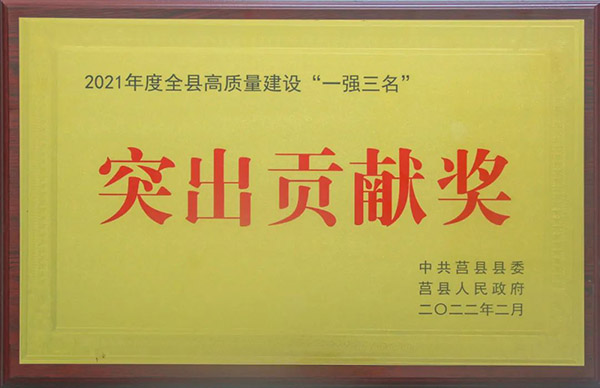 2021年度全县高质量建设“一强三名”
突出贡献奖
中共莒县县委
莒县人民政府
二〇二二年二月